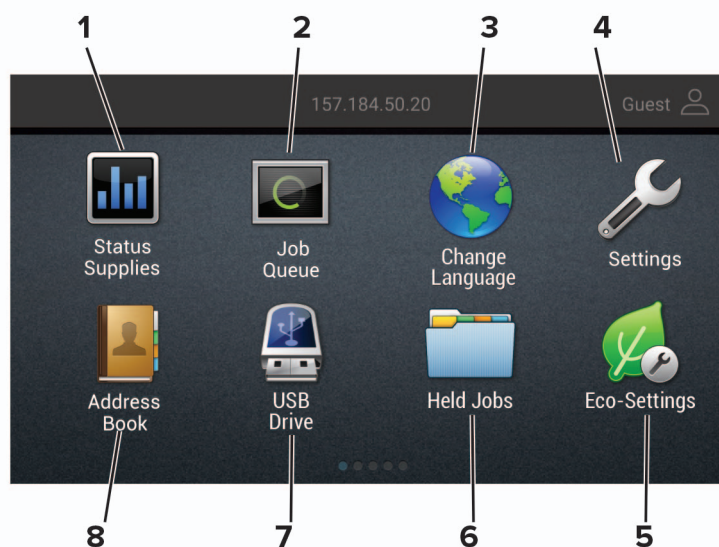 1 2 3 4
157.184.50.20 Guest
Status
Supplies
Job
Queue
Change
Language
Settings
Address
Book
USB
Drive
Held Jobs
Eco-Settings
8 7 6 5